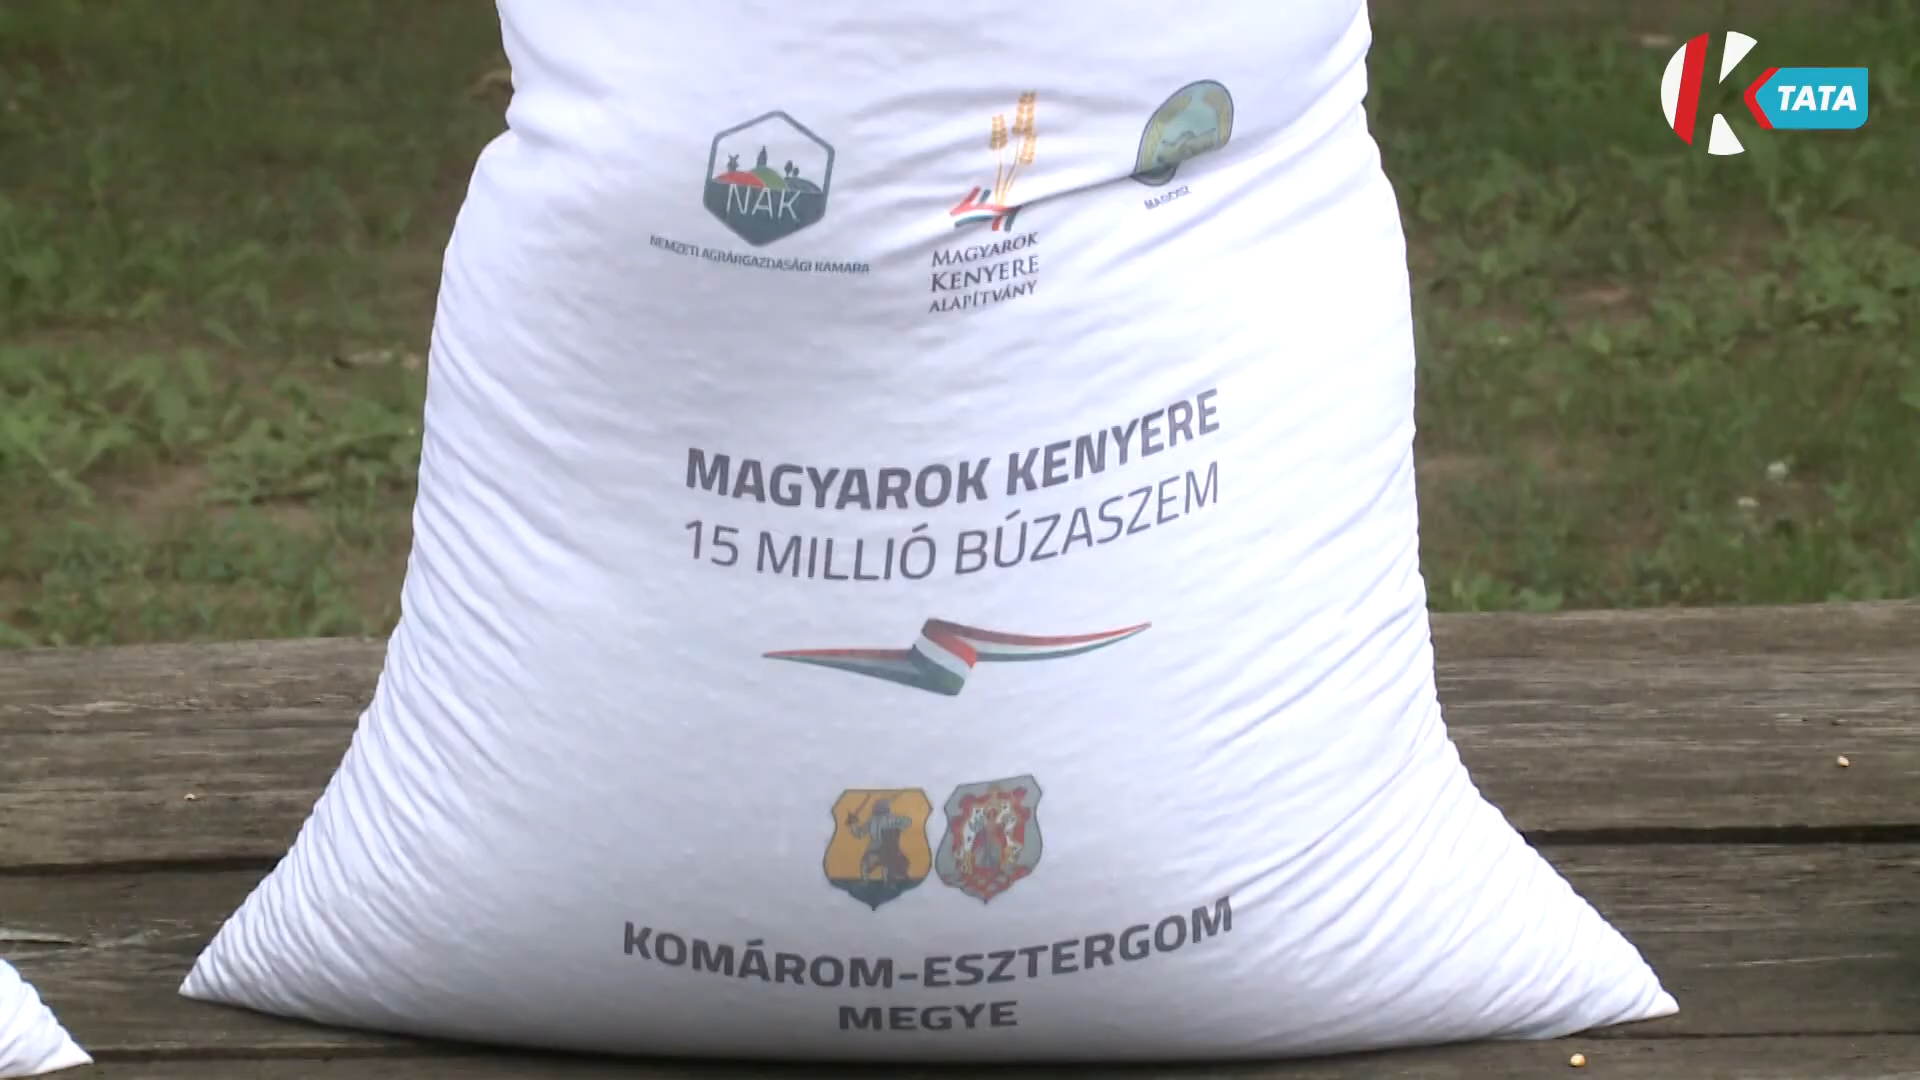 TATA
NAK
NEMZETI AGRÁRGAZDASÁGI KAMARA
MAGYAROK
KENYERE
ALAPÍTVÁNY
MAGOSZ
MAGYAROK KENYERE
15 MILLIÓ BÚZASZEM
KOMÁROM-ESZTERGOM
MEGYE